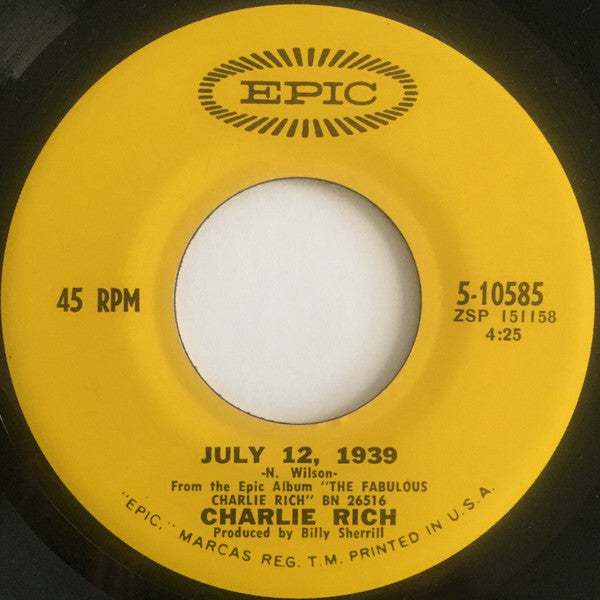 EPIC
45 RPM
5-10585
ZSP 151158
4:25
JULY 12, 1939
-N. Wilson-
From the Epic Album "THE FABULOUS
CHARLIE RICH" BN 26516
CHARLIE RICH
Produced by Billy Sherrill
"EPIC," MARCAS REG. T.M. PRINTED IN U.S.A.